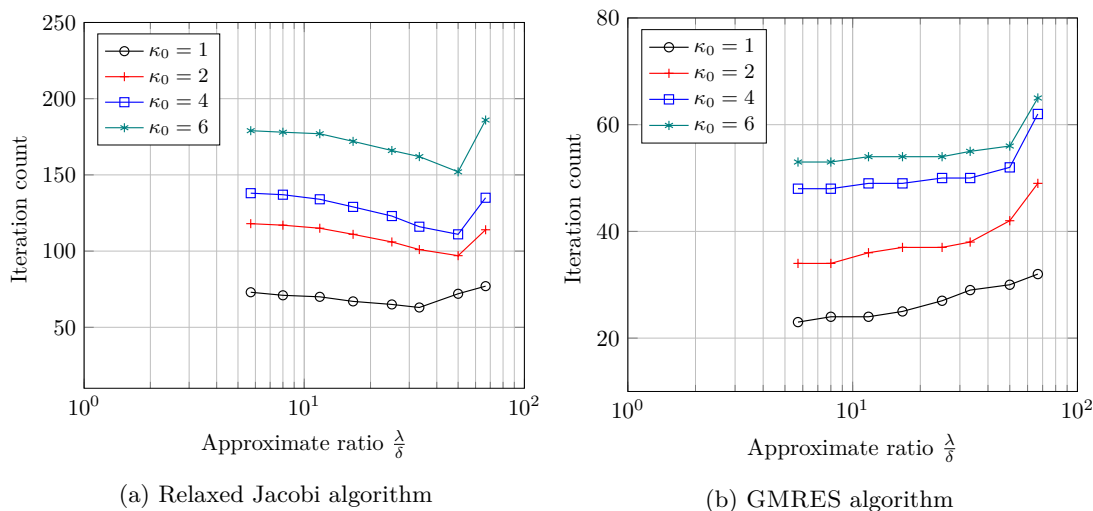 250
200
150
100
50
10^0
10^1
10^2
Iteration count
Approximate ratio λ/δ
κ₀ = 1
κ₀ = 2
κ₀ = 4
κ₀ = 6
(a) Relaxed Jacobi algorithm
80
60
40
20
10^0
10^1
10^2
Iteration count
Approximate ratio λ/δ
κ₀ = 1
κ₀ = 2
κ₀ = 4
κ₀ = 6
(b) GMRES algorithm